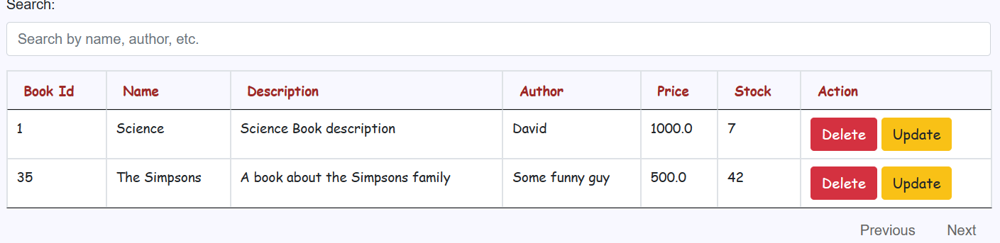 Search:
Search by name, author, etc.
Book Id Name Description Author Price Stock Action
1 Science Science Book description David 1000.0 7 Delete Update
35 The Simpsons A book about the Simpsons family Some funny guy 500.0 42 Delete Update
Previous Next